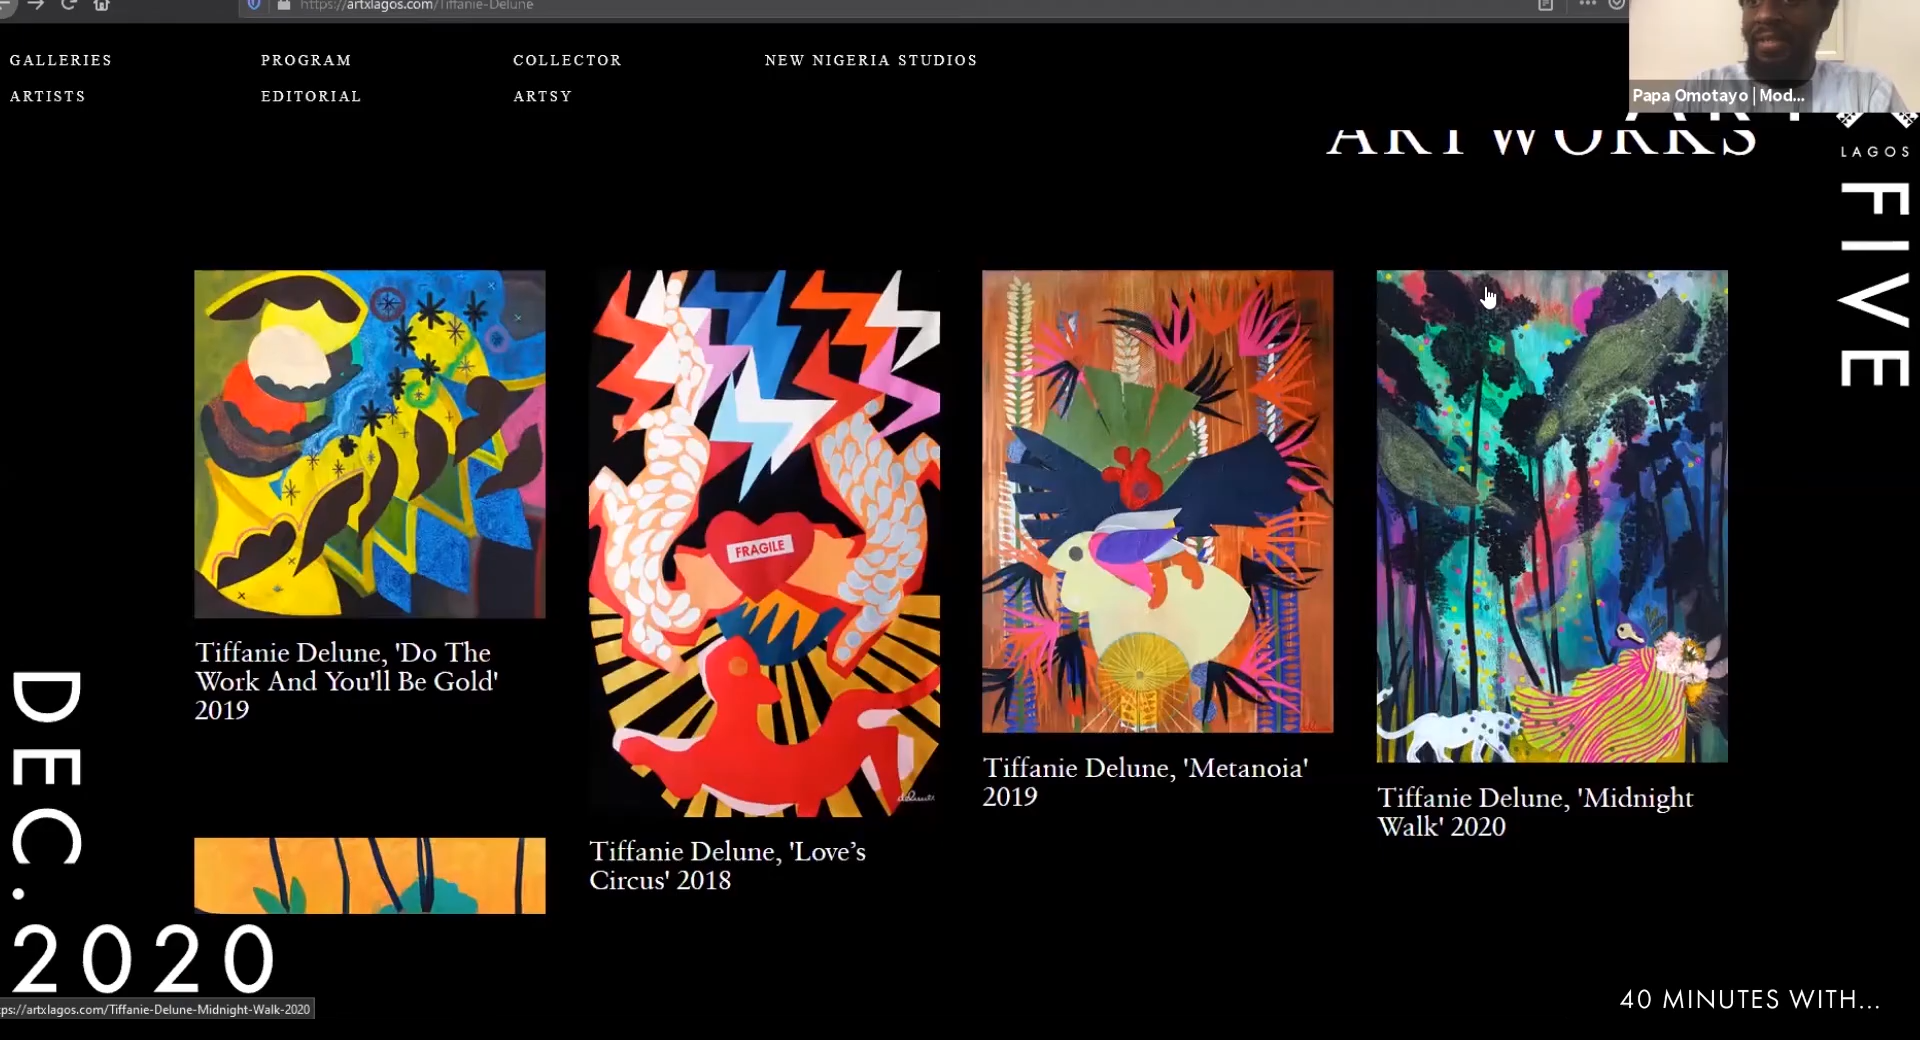 https://artxlagos.com/Tiffanie-Delune
GALLERIES
PROGRAM
COLLECTOR
NEW NIGERIA STUDIOS
ARTISTS
EDITORIAL
ARTSY
Papa Omotayo | Mod...
ART
ARTWORKS
LAGOS
FIVE
FRAGILE
Tiffanie Delune, 'Do The
Work And You'll Be Gold'
2019
Tiffanie Delune, 'Love’s
Circus' 2018
Tiffanie Delune, 'Metanoia'
2019
Tiffanie Delune, 'Midnight
Walk' 2020
DEC.
2020
ps://artxlagos.com/Tiffanie-Delune-Midnight-Walk-2020
40 MINUTES WITH...